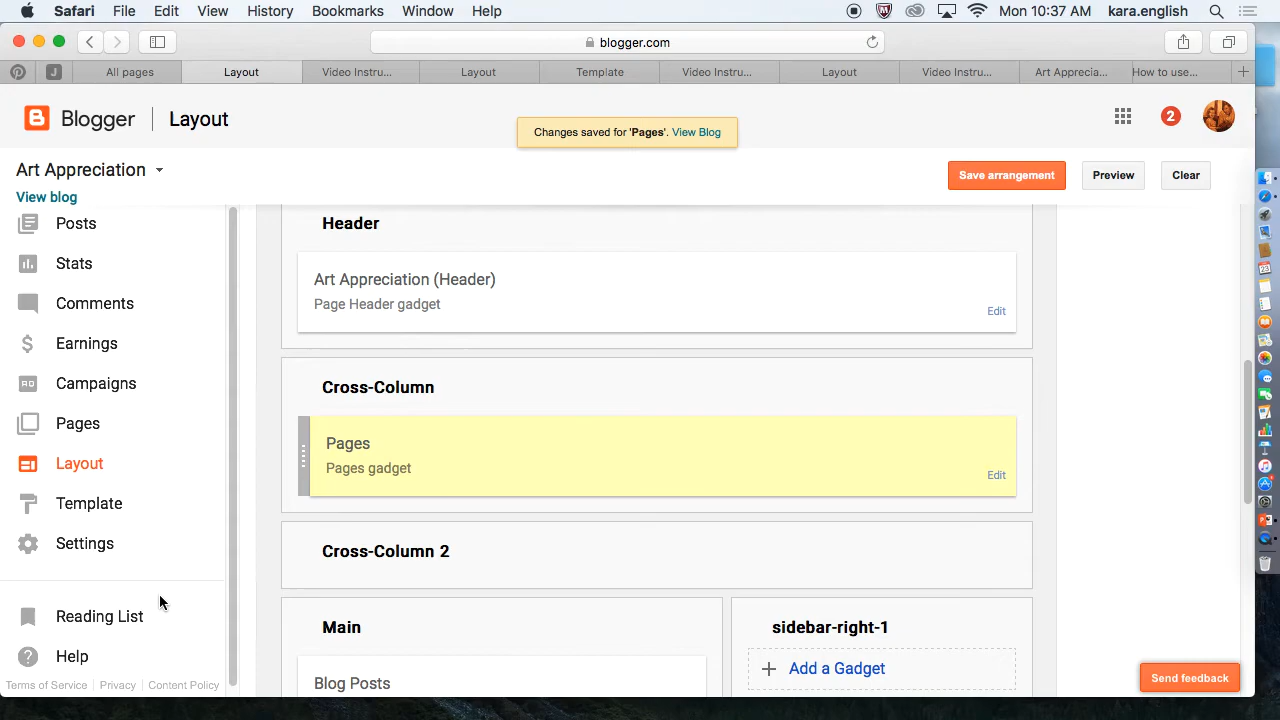 Safari File Edit View History Bookmarks Window Help Mon 10:37 AM kara.english
blogger.com
All pages Layout Video Instru... Layout Template Video Instru... Layout Video Instru... Art Apprecia... How to use...
Blogger Layout 2
Changes saved for 'Pages'. View Blog
Art Appreciation Save arrangement Preview Clear
View blog
Posts
Stats
Comments
Earnings
Campaigns
Pages
Layout
Template
Settings
Reading List
Help
Terms of Service Privacy Content Policy
Header
Art Appreciation (Header)
Page Header gadget
Edit
Cross-Column
Pages
Pages gadget
Edit
Cross-Column 2
Main
Blog Posts
sidebar-right-1
Add a Gadget
Send feedback